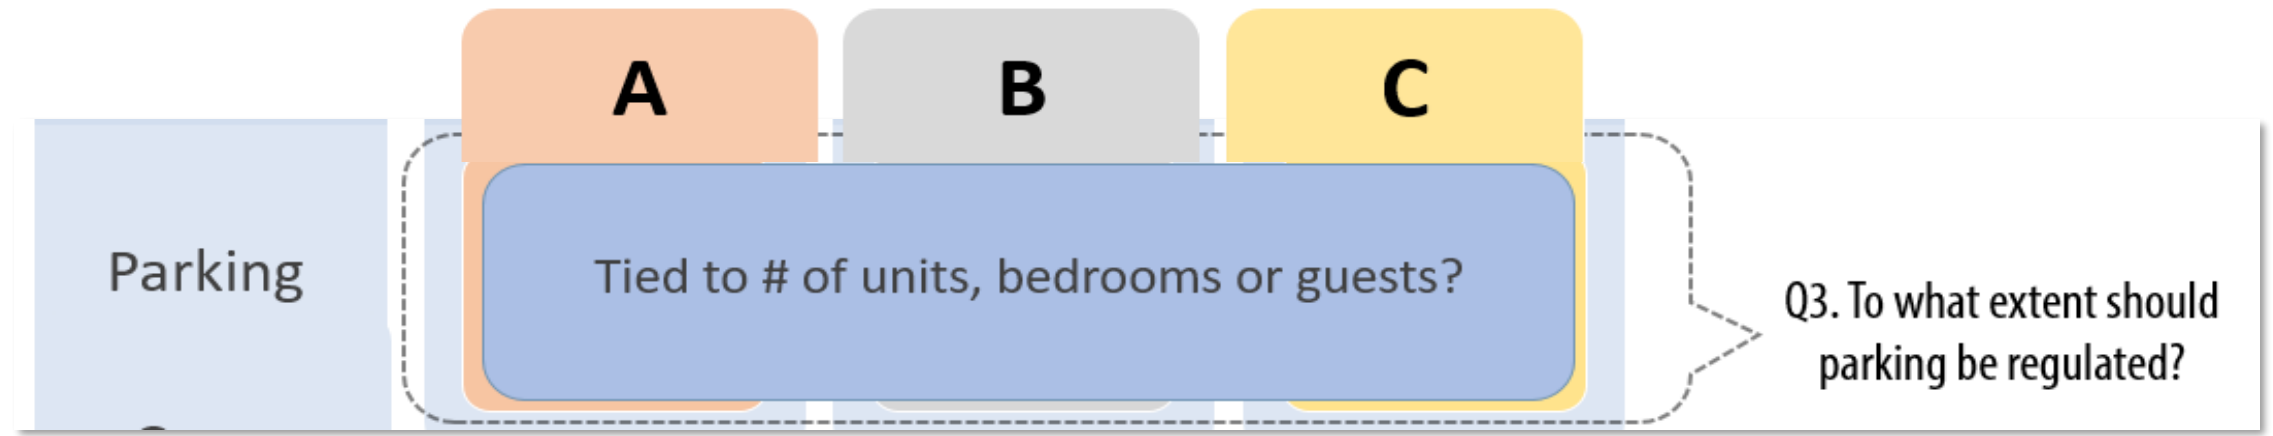 A
B
C
Parking
Tied to # of units, bedrooms or guests?
Q3. To what extent should
parking be regulated?